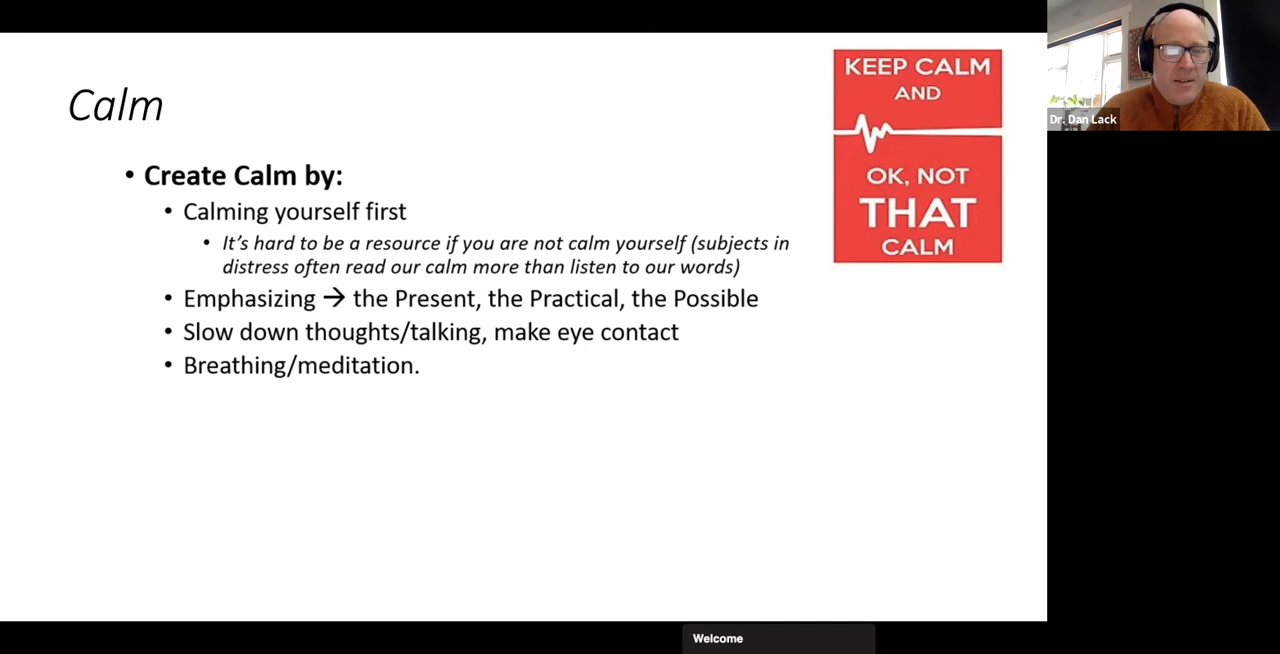 Calm
• Create Calm by:
• Calming yourself first
• It's hard to be a resource if you are not calm yourself (subjects in
distress often read our calm more than listen to our words)
• Emphasizing → the Present, the Practical, the Possible
• Slow down thoughts/talking, make eye contact
• Breathing/meditation.
KEEP CALM
AND
OK, NOT
THAT
CALM
Dr. Dan Lack
Welcome